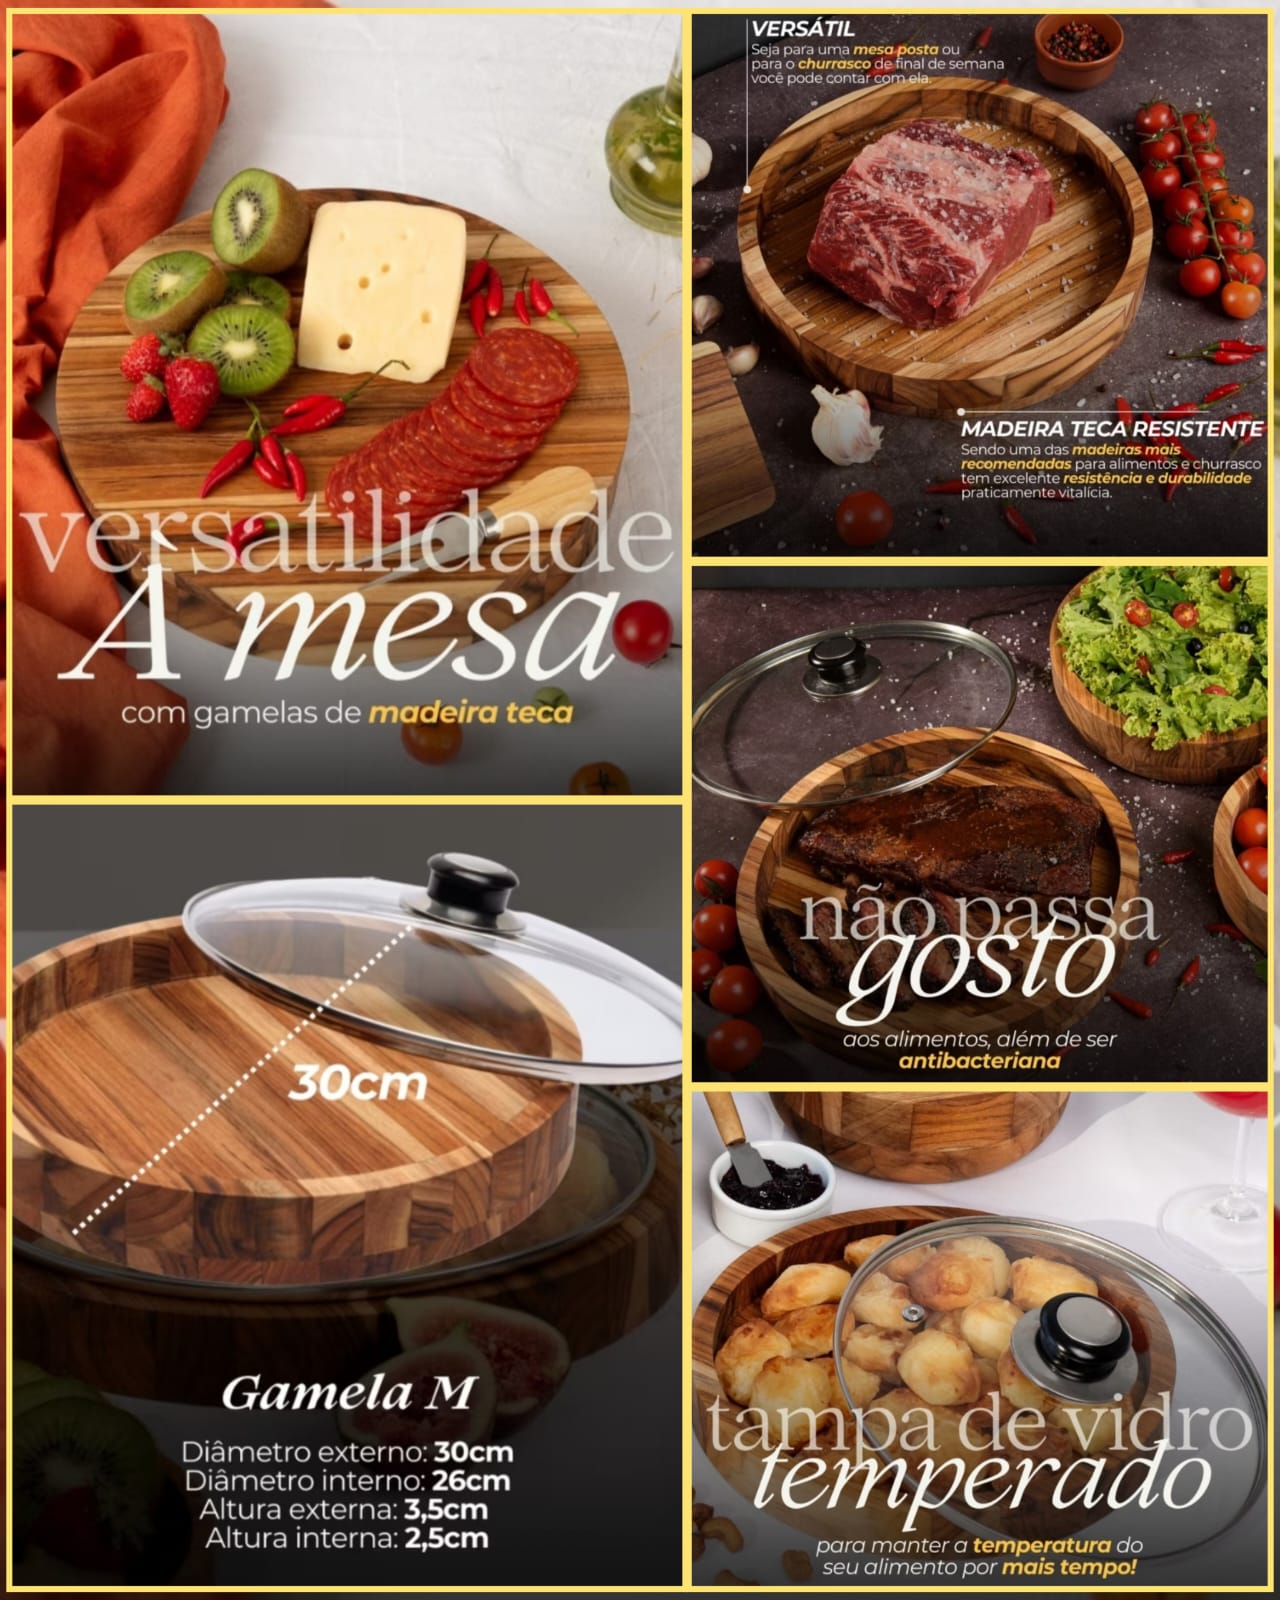 versatilidade
À mesa
com gamelas de madeira teca
VERSÁTIL
Seja para uma mesa posta ou
para o churrasco de final de semana
você pode contar com ela.
MADEIRA TECA RESISTENTE
Sendo uma das madeiras mais
recomendadas para alimentos e churrasco
tem excelente resistência e durabilidade
praticamente vitalícia.
não passa
gosto
aos alimentos, além de ser
antibacteriana
30cm
Gamela M
Diâmetro externo: 30cm
Diâmetro interno: 26cm
Altura externa: 3,5cm
Altura interna: 2,5cm
tampa de vidro
temperado
para manter a temperatura do
seu alimento por mais tempo!